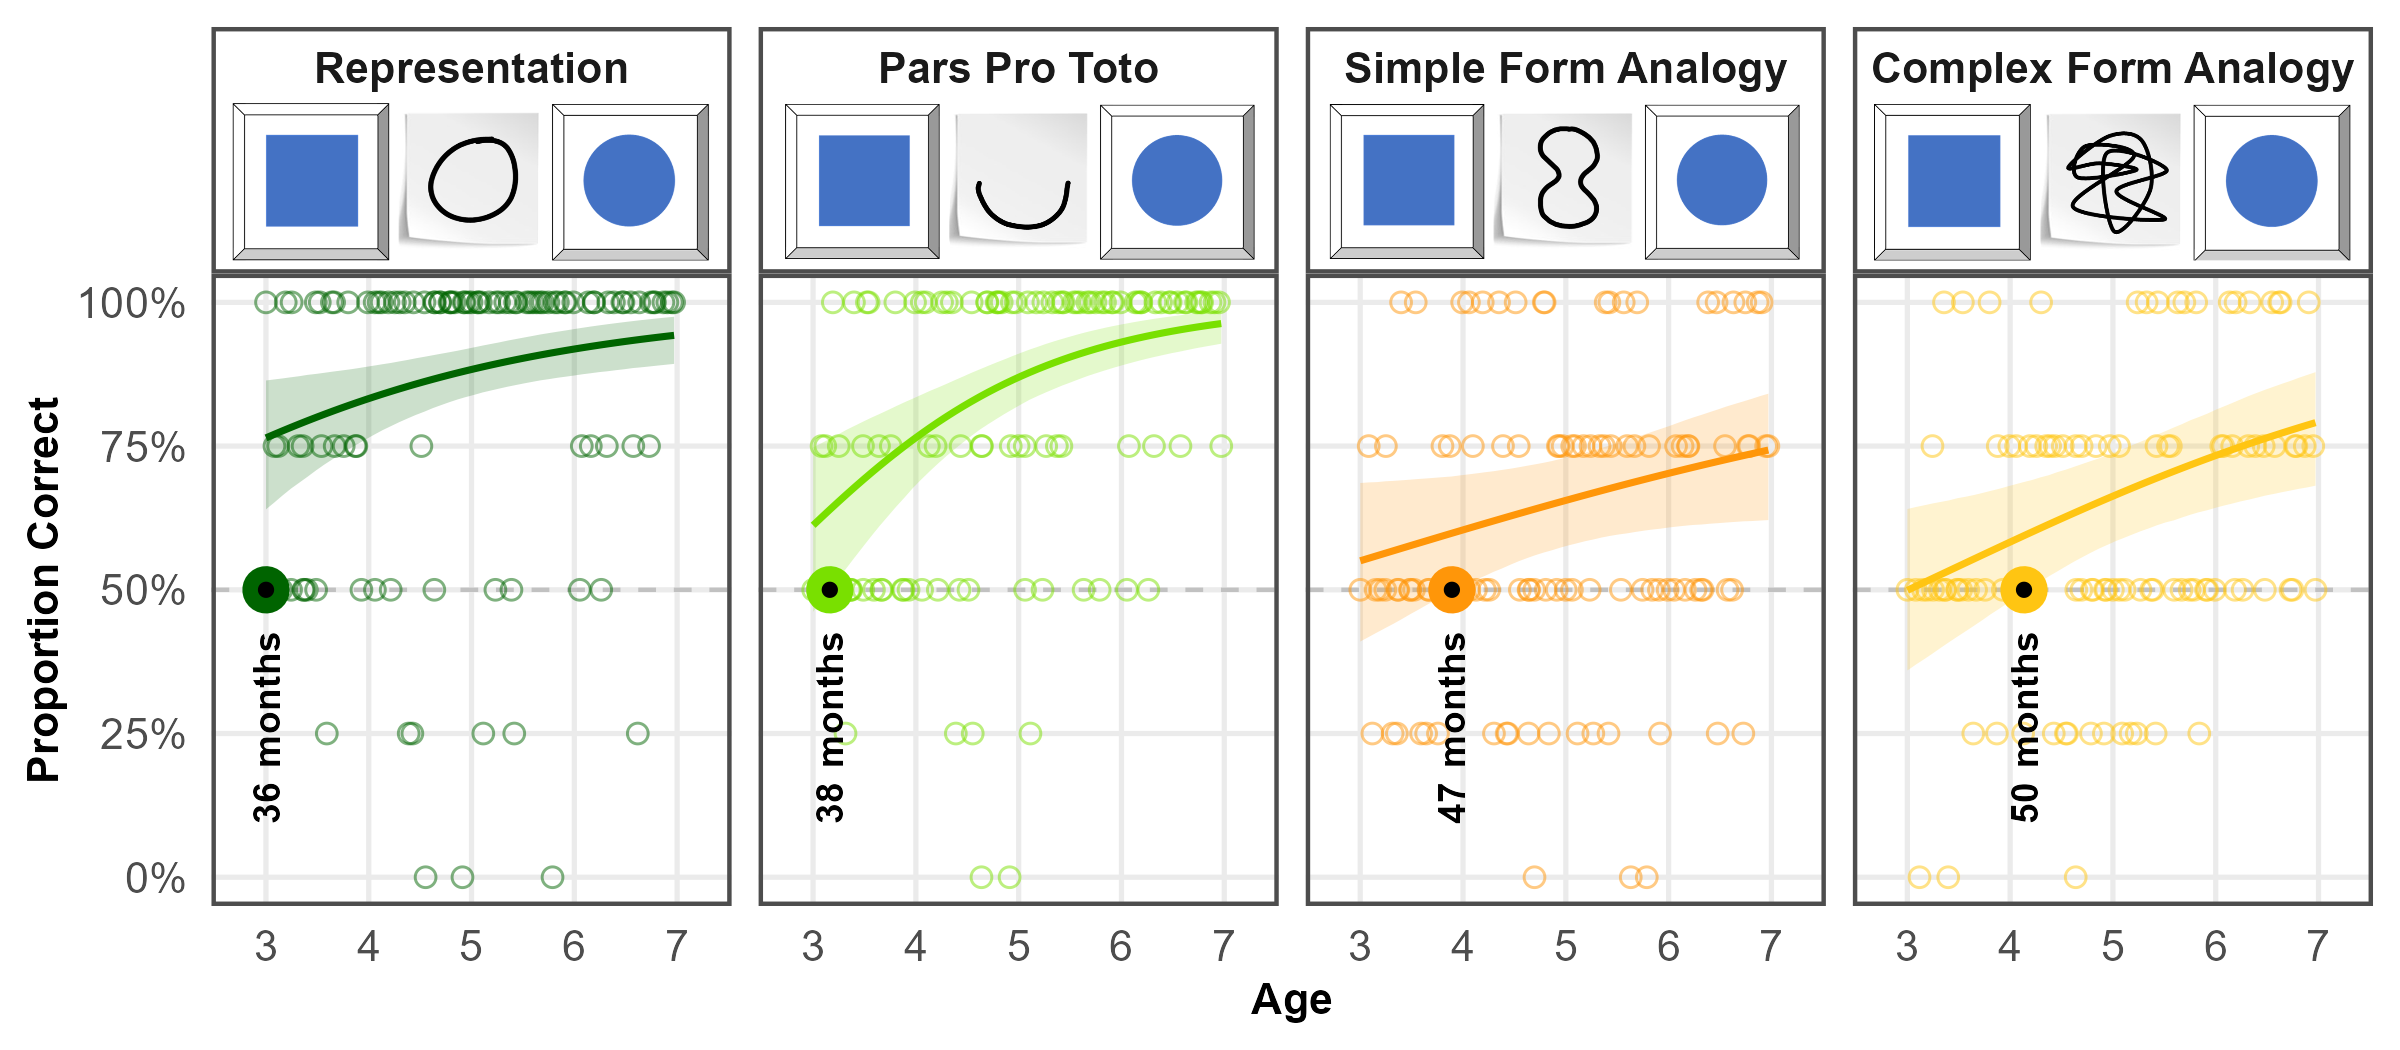 Representation
Pars Pro Toto
Simple Form Analogy
Complex Form Analogy
Proportion Correct
100%
75%
50%
25%
0%
36 months
38 months
47 months
50 months
3 4 5 6 7
3 4 5 6 7
3 4 5 6 7
3 4 5 6 7
Age